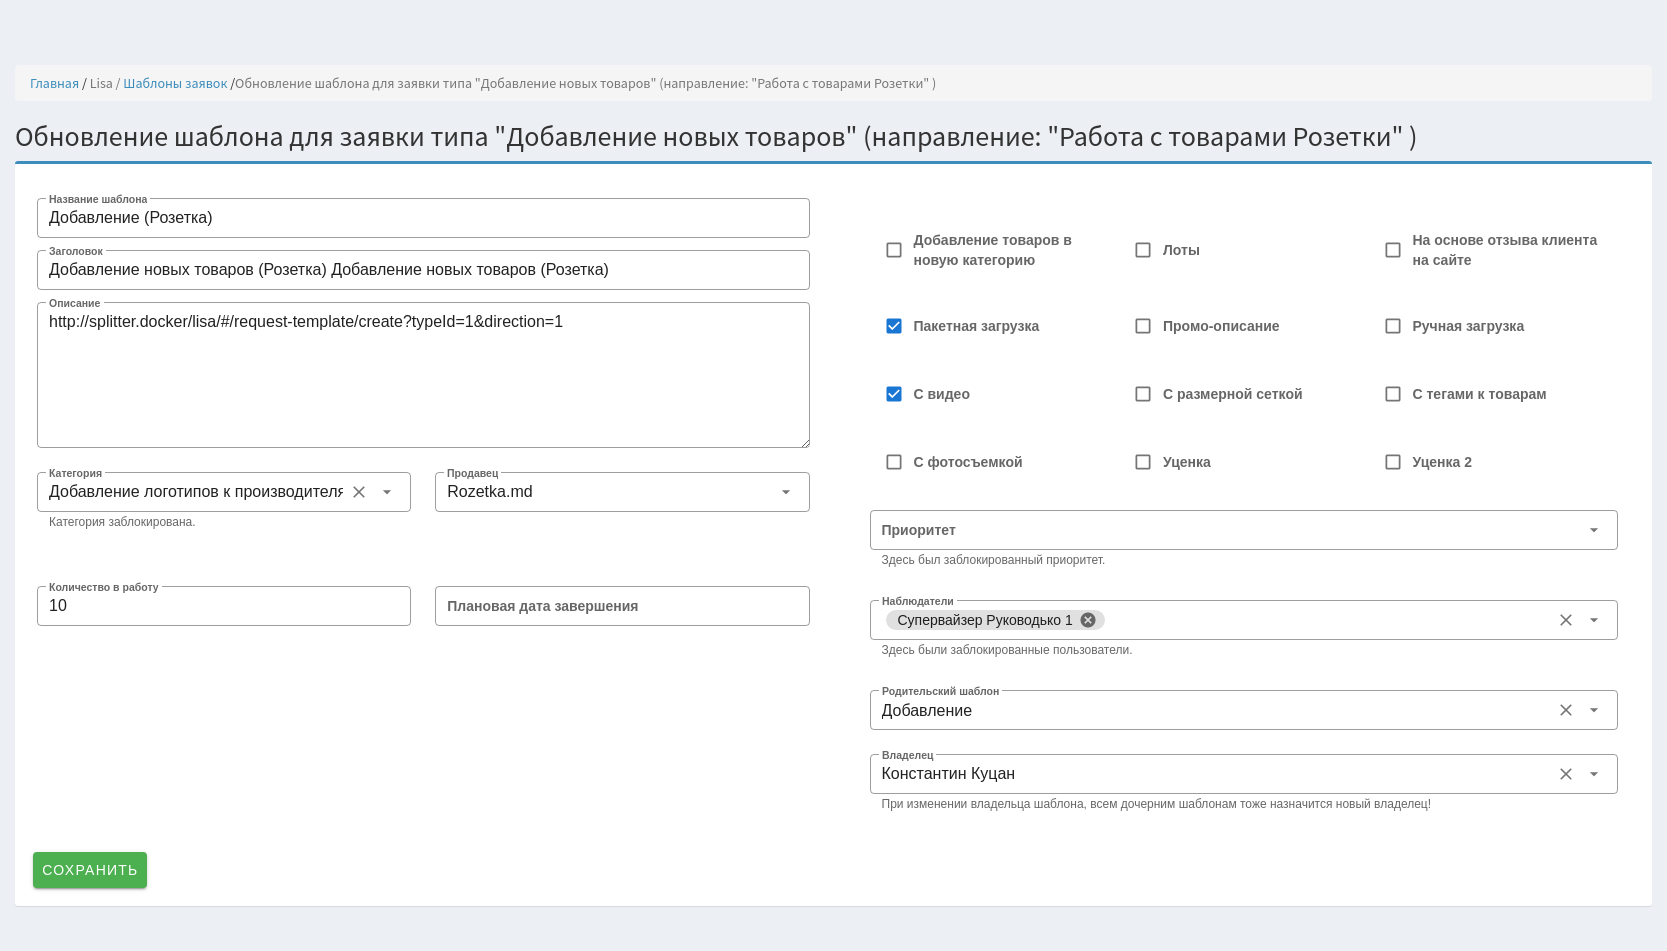 Главная / Lisa / Шаблоны заявок /Обновление шаблона для заявки типа "Добавление новых товаров" (направление: "Работа с товарами Розетки" )
Обновление шаблона для заявки типа "Добавление новых товаров" (направление: "Работа с товарами Розетки" )
Название шаблона
Добавление (Розетка)
Заголовок
Добавление новых товаров (Розетка) Добавление новых товаров (Розетка)
Описание
http://splitter.docker/lisa/#/request-template/create?typeId=1&direction=1
Категория
Добавление логотипов к производителя
Категория заблокирована.
Продавец
Rozetka.md
Количество в работу
10
Плановая дата завершения
Добавление товаров в
новую категорию
Лоты
На основе отзыва клиента
на сайте
Пакетная загрузка
Промо-описание
Ручная загрузка
С видео
С размерной сеткой
С тегами к товарам
С фотосъемкой
Уценка
Уценка 2
Приоритет
Здесь был заблокированный приоритет.
Наблюдатели
Супервайзер Руководько 1
Здесь были заблокированные пользователи.
Родительский шаблон
Добавление
Владелец
Константин Куцан
При изменении владельца шаблона, всем дочерним шаблонам тоже назначится новый владелец!
СОХРАНИТЬ